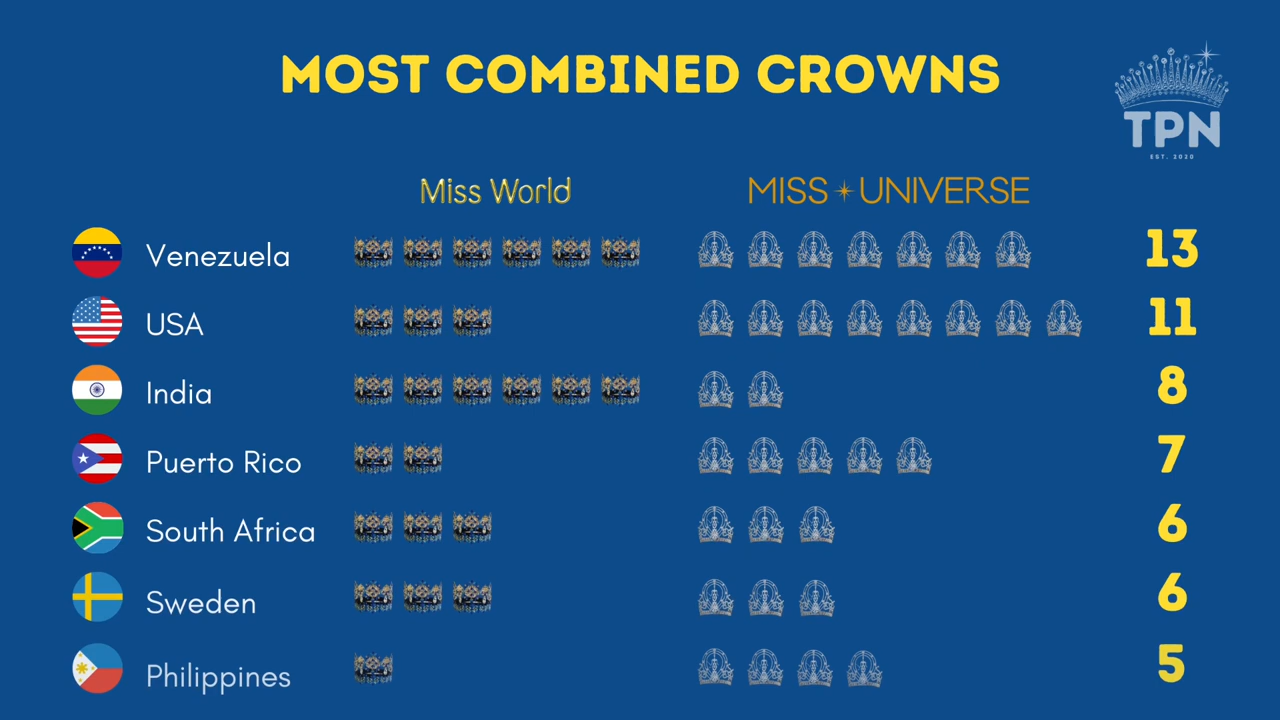 MOST COMBINED CROWNS
TPN
EST. 2020
Miss World MISS UNIVERSE
Venezuela 13
USA 11
India 8
Puerto Rico 7
South Africa 6
Sweden 6
Philippines 5